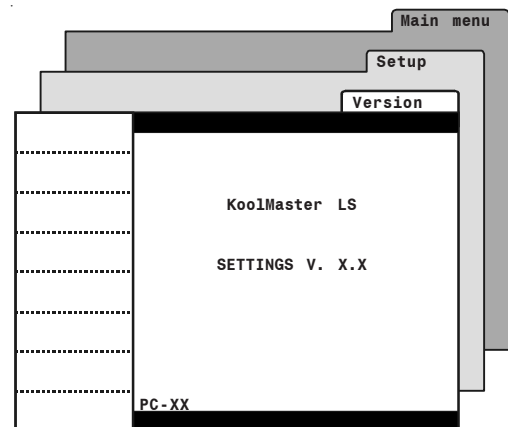 Main menu
Setup
Version
KoolMaster LS
SETTINGS V. X.X
PC-XX